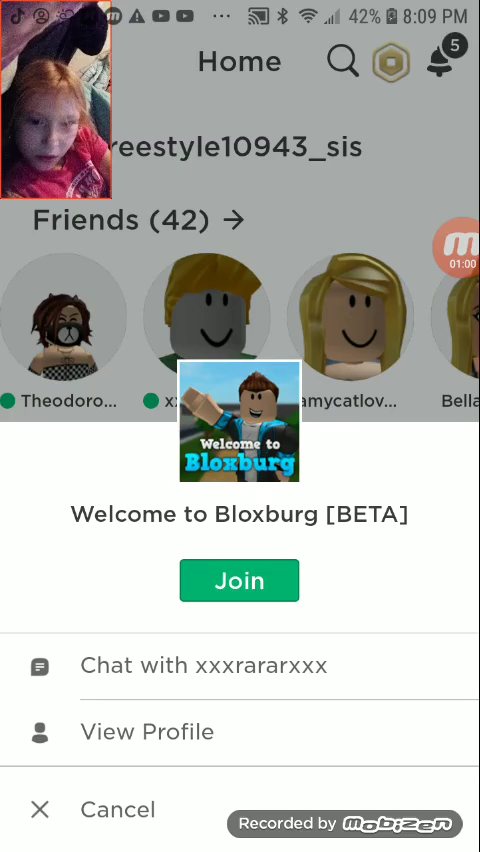 42% 8:09 PM
Home
5
reestyle10943_sis
Friends (42) →
01:00
Theodoro...
amycatlov...
Bella
Welcome to
Bloxburg
Welcome to Bloxburg [BETA]
Join
Chat with xxxrararxxx
View Profile
Cancel
Recorded by mobizen